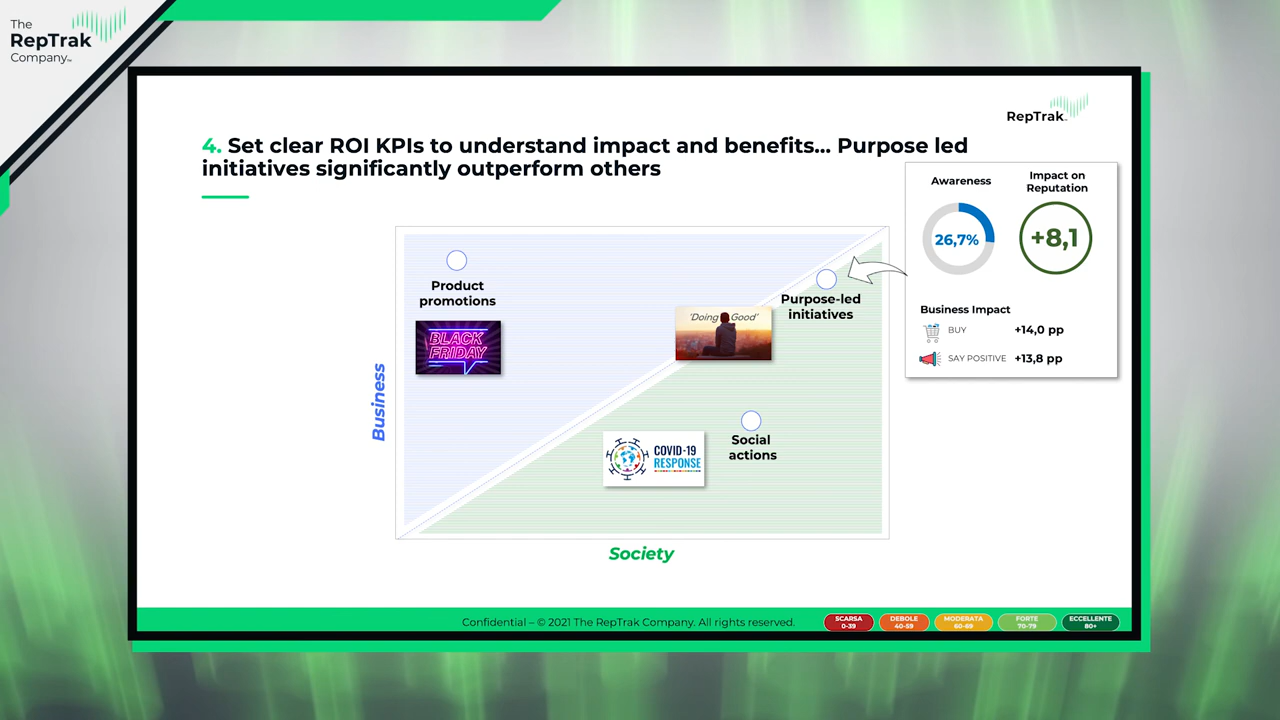 The
RepTrak
Company™
RepTrak™
4. Set clear ROI KPIs to understand impact and benefits... Purpose led
initiatives significantly outperform others
Awareness
Impact on
Reputation
26,7%
+8,1
Business Impact
BUY
+14,0 pp
SAY POSITIVE
+13,8 pp
Product
promotions
BLACK
FRIDAY
'Doing Good'
Purpose-led
initiatives
Business
COVID-19
RESPONSE
Social
actions
Society
Confidential – © 2021 The RepTrak Company. All rights reserved.
SCARSA
0-39
DEBOLE
40-59
MODERATA
60-69
FORTE
70-79
ECCELLENTE
80+